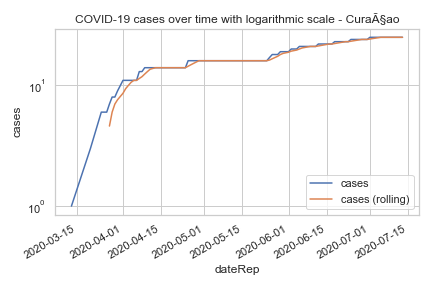 COVID-19 cases over time with logarithmic scale - CuraÃ§ao
cases
10¹
10⁰
cases
cases (rolling)
2020-03-15
2020-04-01
2020-04-15
2020-05-01
2020-05-15
2020-06-01
2020-06-15
2020-07-01
2020-07-15
dateRep